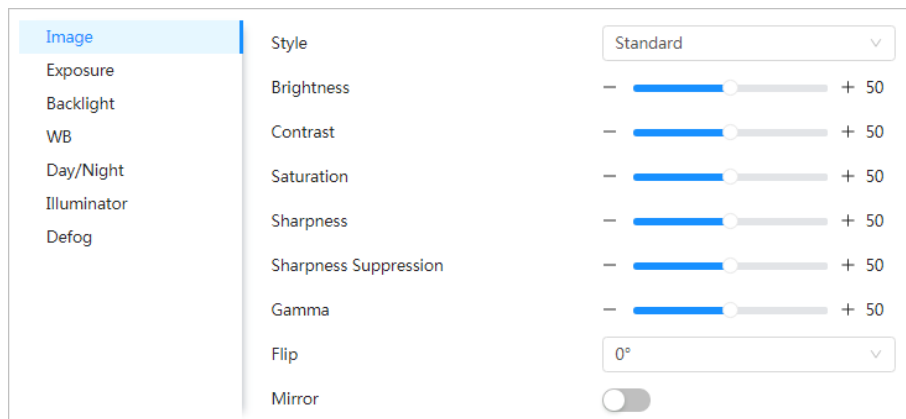 Image
Exposure
Backlight
WB
Day/Night
Illuminator
Defog
Style Standard
Brightness − + 50
Contrast − + 50
Saturation − + 50
Sharpness − + 50
Sharpness Suppression − + 50
Gamma − + 50
Flip 0°
Mirror